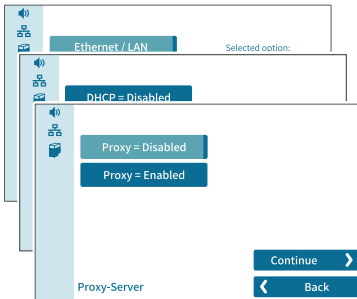 Ethernet / LAN
Selected option:
DHCP = Disabled
Proxy = Disabled
Proxy = Enabled
Continue
Proxy-Server
Back